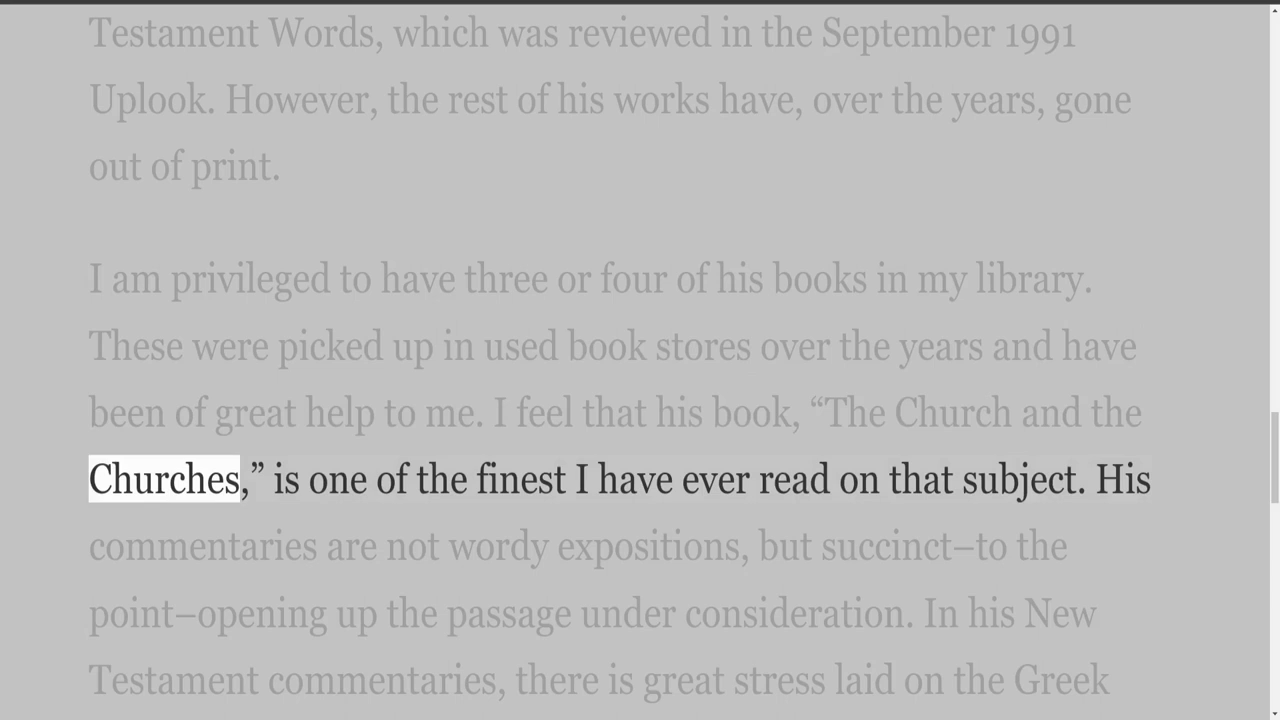 Testament Words, which was reviewed in the September 1991
Uplook. However, the rest of his works have, over the years, gone
out of print.
I am privileged to have three or four of his books in my library.
These were picked up in used book stores over the years and have
been of great help to me. I feel that his book, “The Church and the
Churches,” is one of the finest I have ever read on that subject. His
commentaries are not wordy expositions, but succinct–to the
point–opening up the passage under consideration. In his New
Testament commentaries, there is great stress laid on the Greek